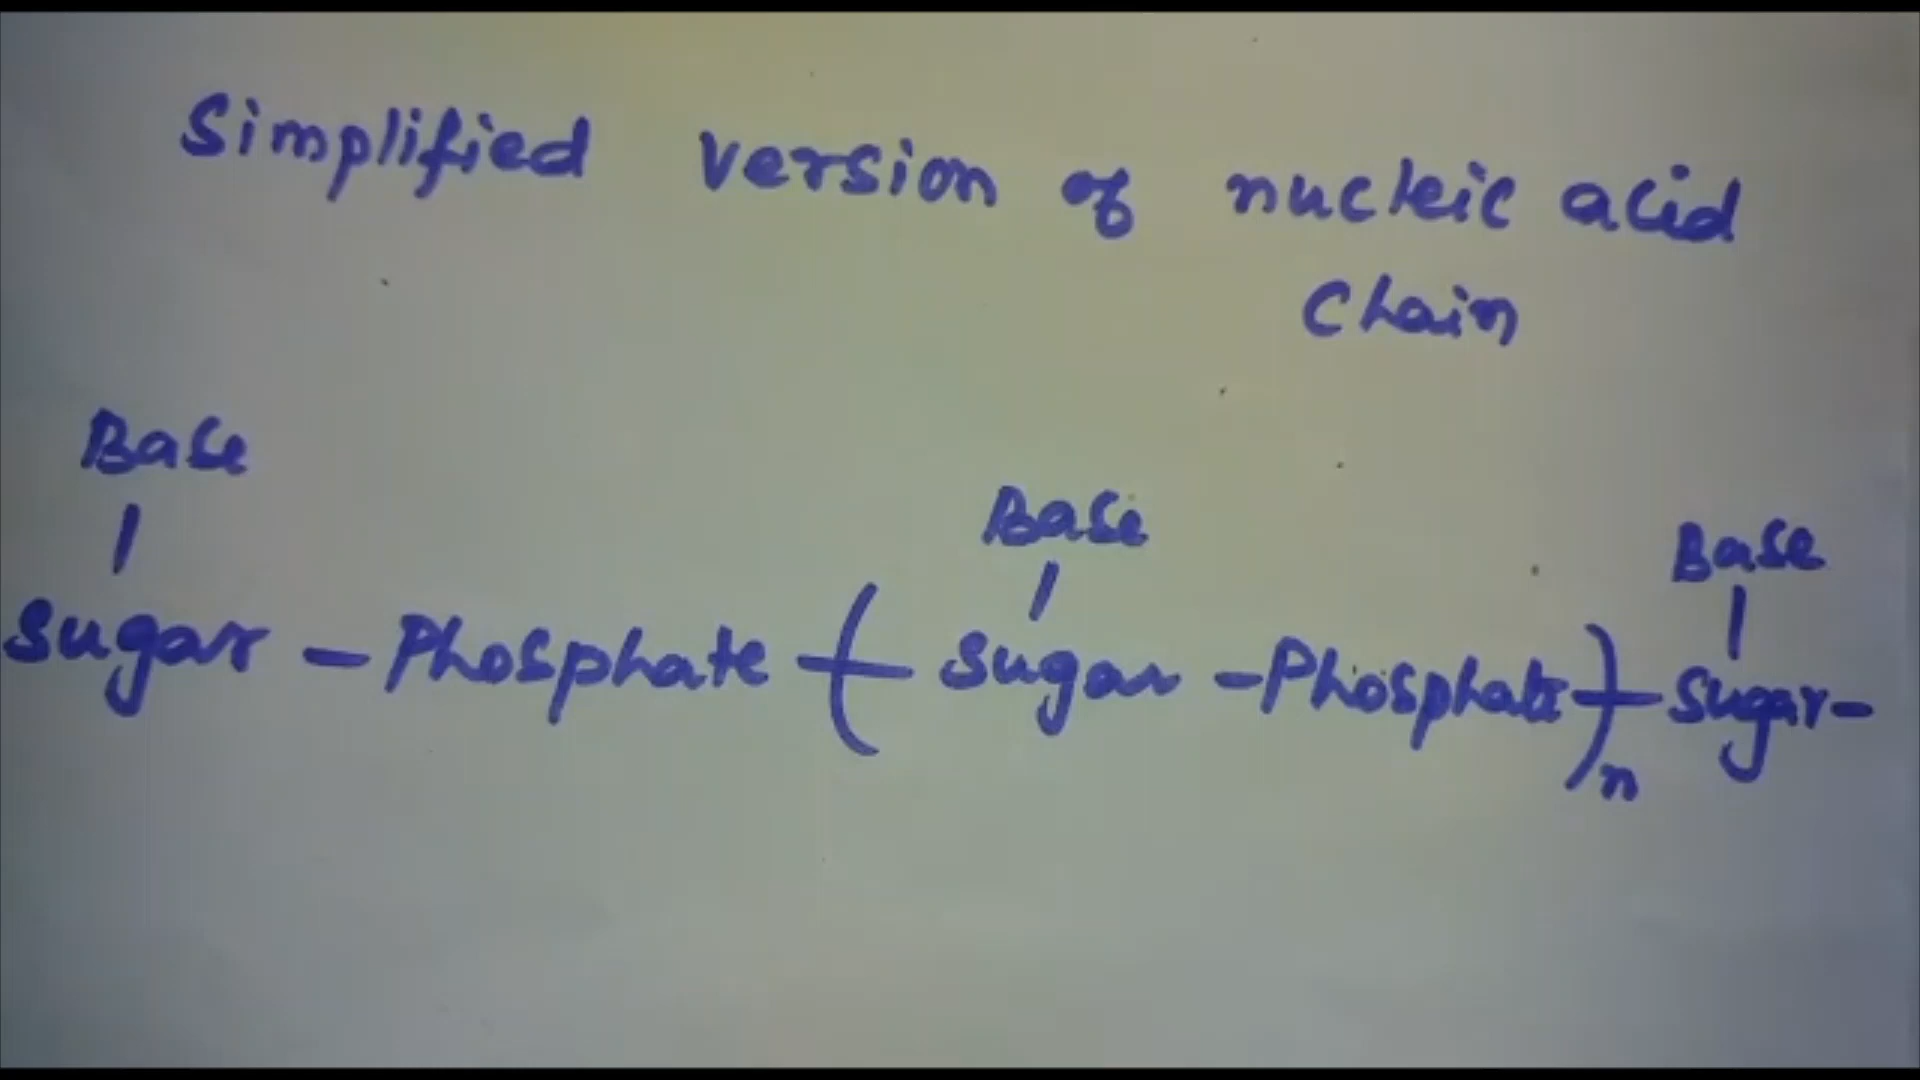 Simplified version of nucleic acid
Chain
Base
Base
Base
|
|
|
Sugar - Phosphate ( Sugar - Phosphate )n Sugar -